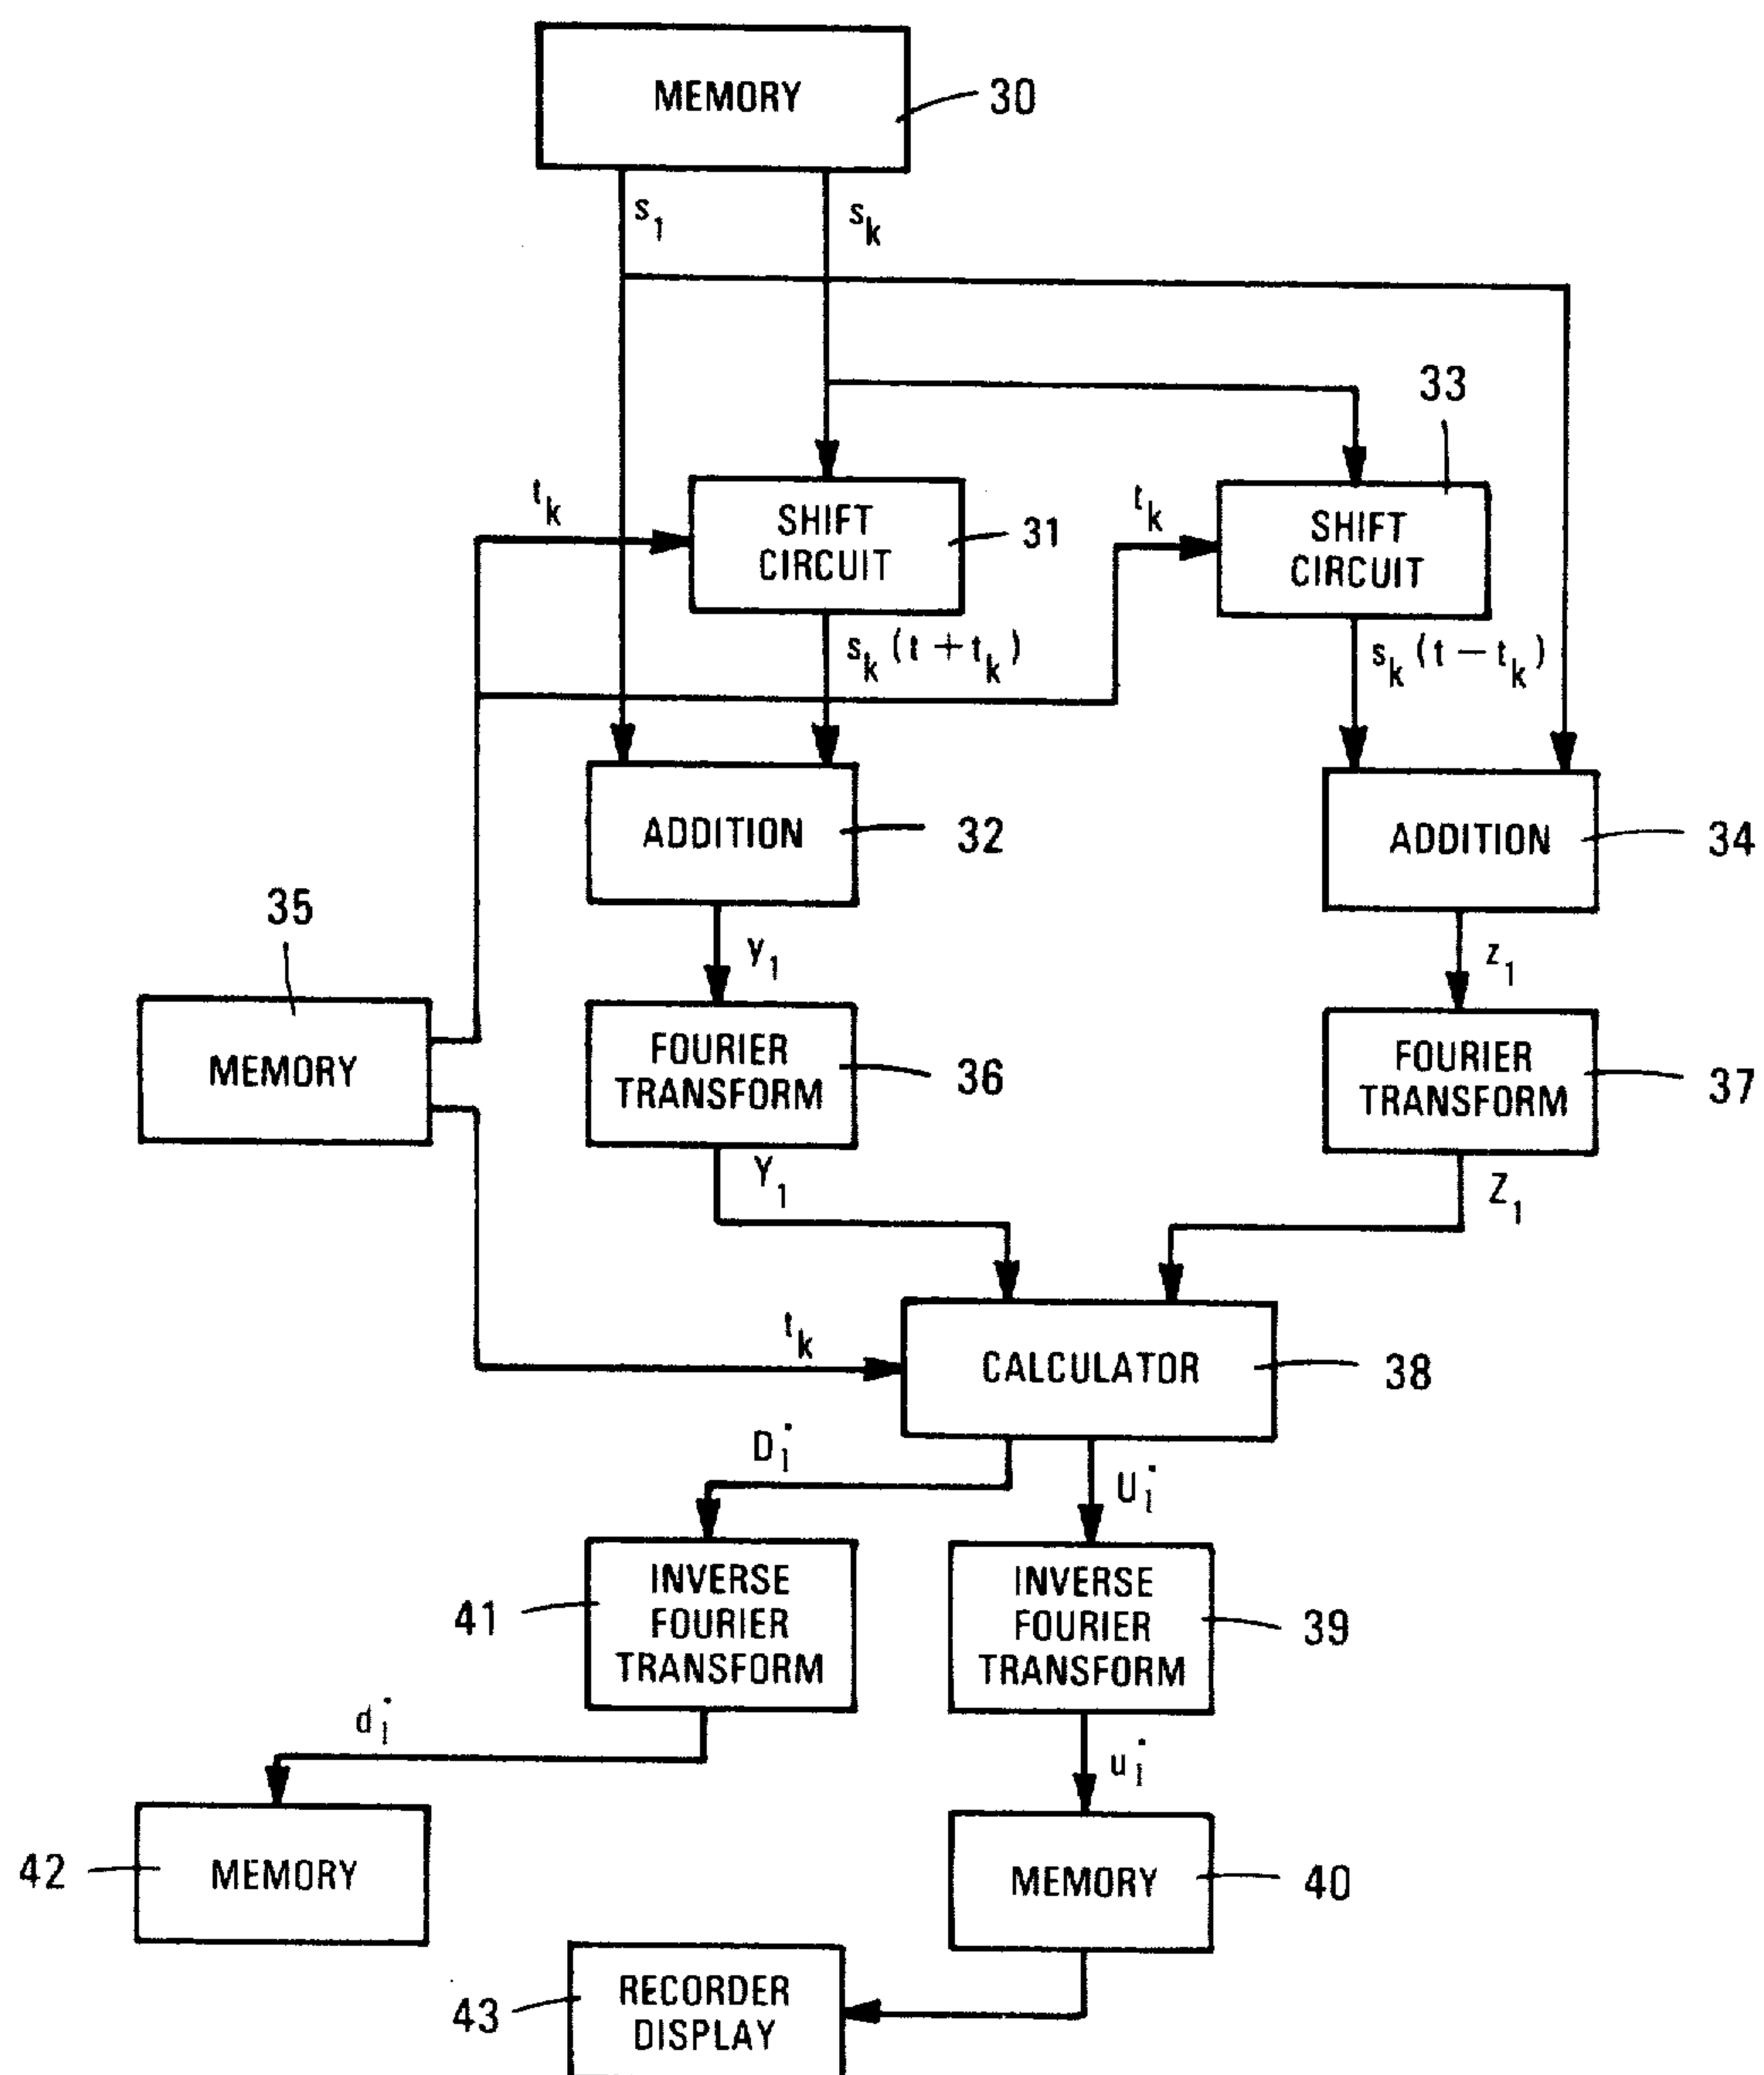 MEMORY
30
s1
sk
33
tk
SHIFT
CIRCUIT
31
tk
SHIFT
CIRCUIT
sk (t + tk)
sk (t − tk)
ADDITION
32
ADDITION
34
35
y1
z1
MEMORY
FOURIER
TRANSFORM
36
FOURIER
TRANSFORM
37
Y1
Z1
tk
CALCULATOR
38
Di
Ui
41
INVERSE
FOURIER
TRANSFORM
INVERSE
FOURIER
TRANSFORM
39
di
ui
42
MEMORY
MEMORY
40
43
RECORDER
DISPLAY